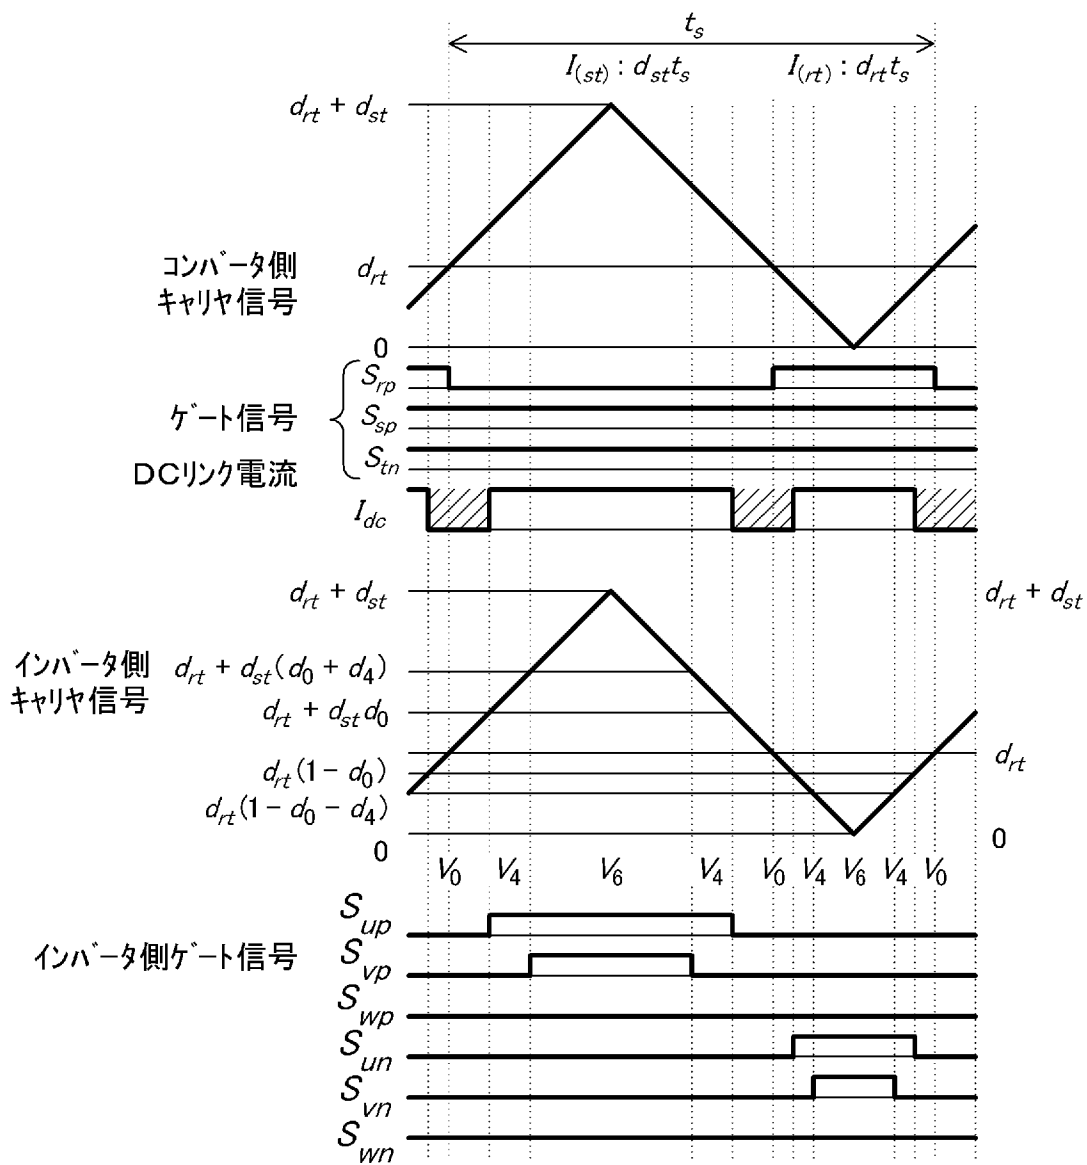 t_s
I_(st) : d_st t_s I_(rt) : d_rt t_s
d_rt + d_st
コンバータ側
キャリヤ信号
d_rt
0
ゲート信号
S_rp
S_sp
S_tn
DCリンク電流
I_dc
d_rt + d_st d_rt + d_st
インバータ側
キャリヤ信号
d_rt + d_st(d_0 + d_4)
d_rt + d_st d_0
d_rt
d_rt(1 − d_0)
d_rt(1 − d_0 − d_4)
0 0
V_0 V_4 V_6 V_4 V_0 V_4 V_6 V_4 V_0
インバータ側ゲート信号
S_up
S_vp
S_wp
S_un
S_vn
S_wn